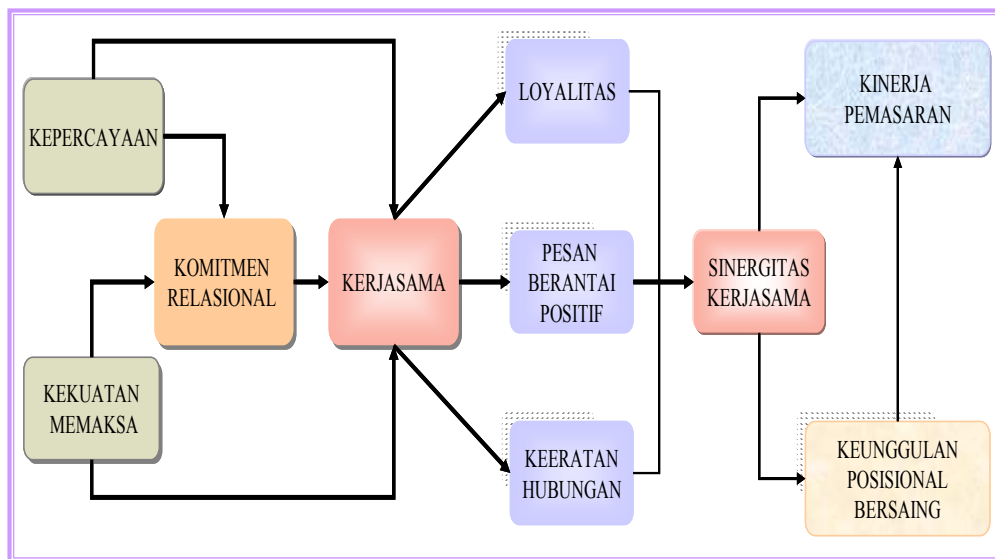 KEPERCAYAAN
KEKUATAN
MEMAKSA
KOMITMEN
RELASIONAL
KERJASAMA
LOYALITAS
PESAN
BERANTAI
POSITIF
KEERATAN
HUBUNGAN
SINERGITAS
KERJASAMA
KINERJA
PEMASARAN
KEUNGGULAN
POSISIONAL
BERSAING